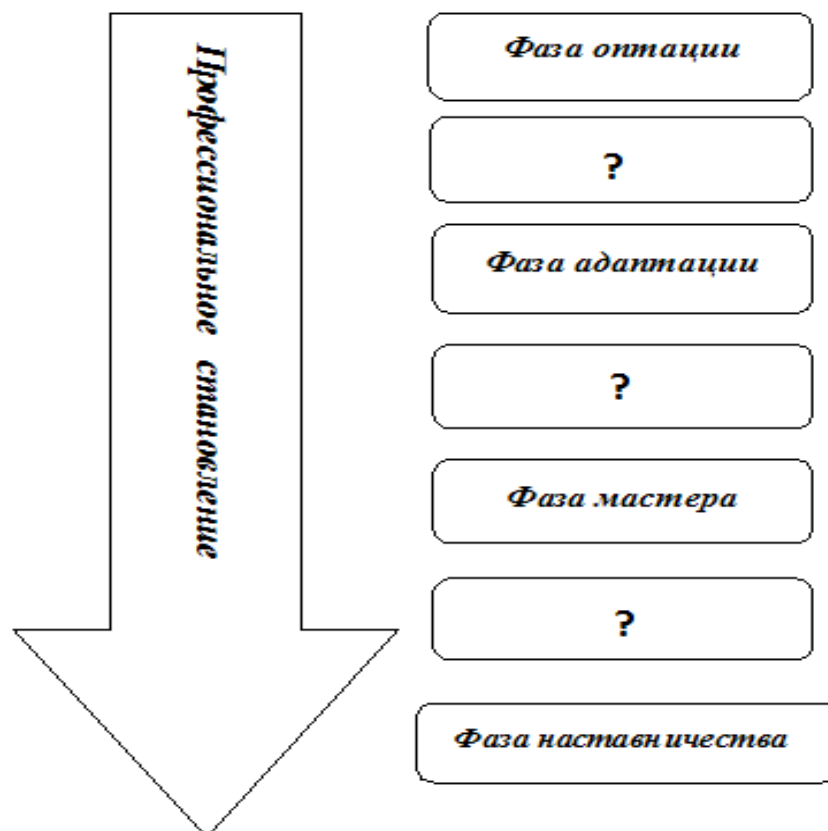 Профессиональное становление
Фаза оптации
?
Фаза адаптации
?
Фаза мастера
?
Фаза наставничества